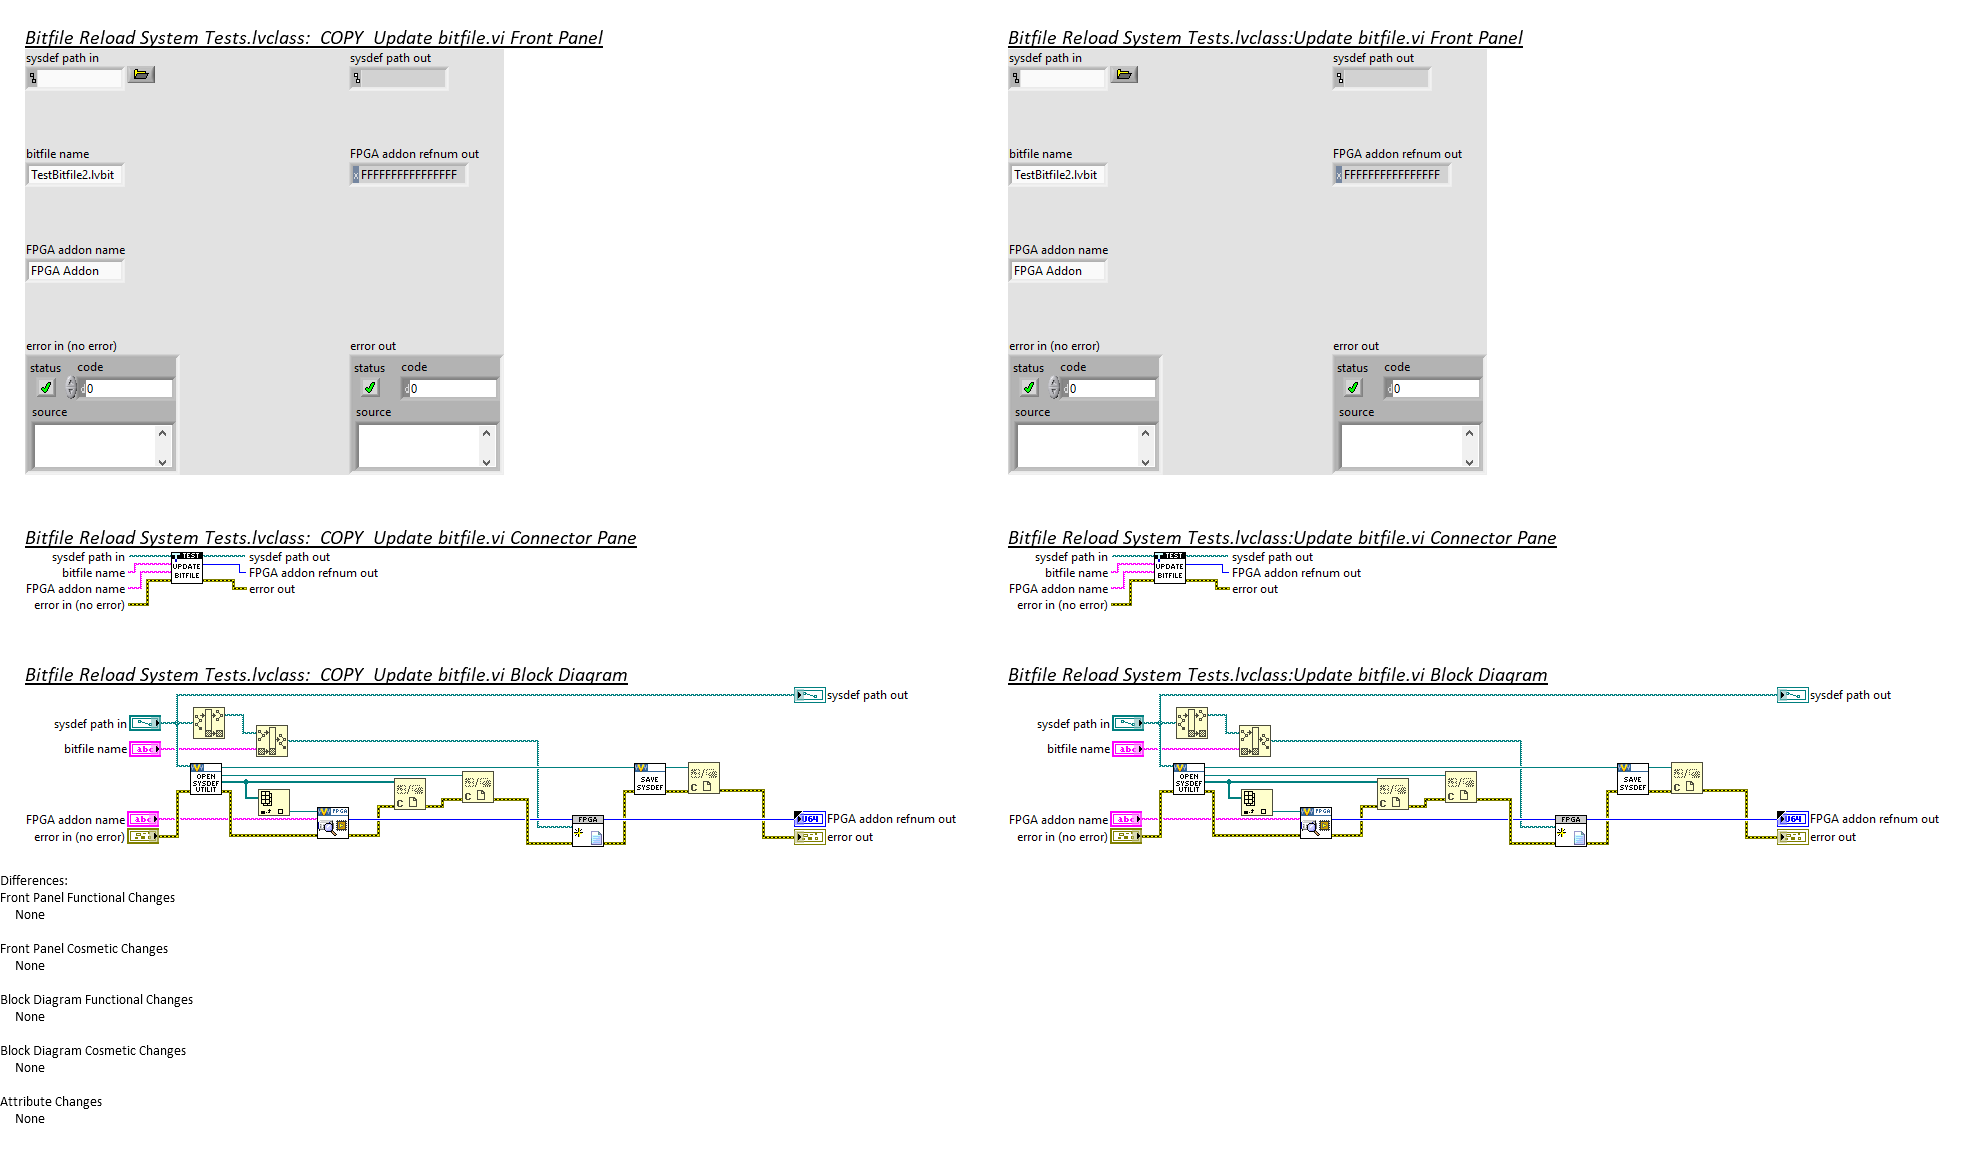 Bitfile Reload System Tests.lvclass:_COPY_Update bitfile.vi Front Panel
sysdef path in
sysdef path out
bitfile name
TestBitfile2.lvbit
FPGA addon refnum out
x FFFFFFFFFFFFFFFF
FPGA addon name
FPGA Addon
error in (no error)
status code
d 0
source
error out
status code
d 0
source
Bitfile Reload System Tests.lvclass:_COPY_Update bitfile.vi Connector Pane
sysdef path in
bitfile name
FPGA addon name
error in (no error)
TEST
UPDATE
BITFILE
sysdef path out
FPGA addon refnum out
error out
Bitfile Reload System Tests.lvclass:_COPY_Update bitfile.vi Block Diagram
sysdef path out
sysdef path in
bitfile name
abc
OPEN
SYSDEF
UTILIT
C
C
SAVE
SYSDEF
C
FPGA addon name
abc
FPGA
FPGA
U64
FPGA addon refnum out
error in (no error)
error out
Differences:
Front Panel Functional Changes
None
Front Panel Cosmetic Changes
None
Block Diagram Functional Changes
None
Block Diagram Cosmetic Changes
None
Attribute Changes
None
Bitfile Reload System Tests.lvclass:Update bitfile.vi Front Panel
sysdef path in
sysdef path out
bitfile name
TestBitfile2.lvbit
FPGA addon refnum out
x FFFFFFFFFFFFFFFF
FPGA addon name
FPGA Addon
error in (no error)
status code
d 0
source
error out
status code
d 0
source
Bitfile Reload System Tests.lvclass:Update bitfile.vi Connector Pane
sysdef path in
bitfile name
FPGA addon name
error in (no error)
TEST
UPDATE
BITFILE
sysdef path out
FPGA addon refnum out
error out
Bitfile Reload System Tests.lvclass:Update bitfile.vi Block Diagram
sysdef path out
sysdef path in
bitfile name
abc
OPEN
SYSDEF
UTILIT
C
C
SAVE
SYSDEF
C
FPGA addon name
abc
FPGA
FPGA
U64
FPGA addon refnum out
error in (no error)
error out